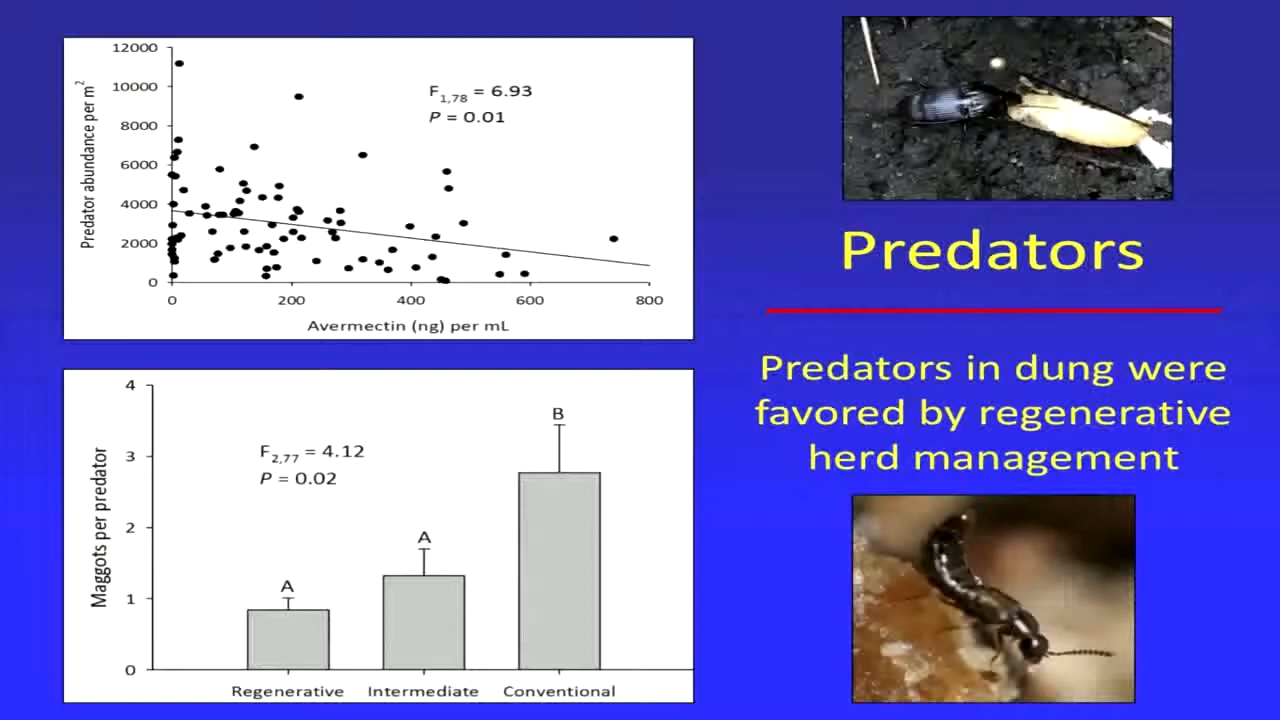 12000
10000
8000
6000
4000
2000
0
Predator abundance per m2
F1,78 = 6.93
P = 0.01
0 200 400 600 800
Avermectin (ng) per mL
4
3
2
1
0
Maggots per predator
F2,77 = 4.12
P = 0.02
A
A
B
Regenerative Intermediate Conventional
Predators
Predators in dung were
favored by regenerative
herd management